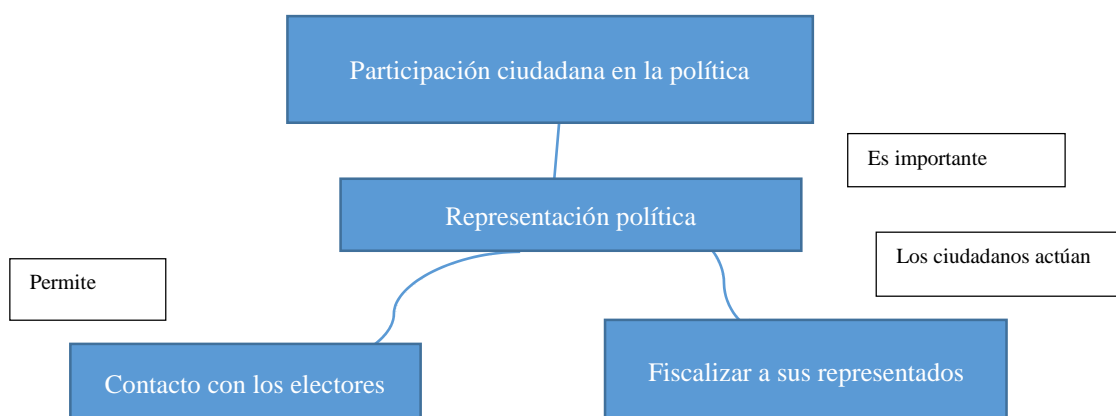 Participación ciudadana en la política
Es importante
Representación política
Los ciudadanos actúan
Permite
Fiscalizar a sus representados
Contacto con los electores